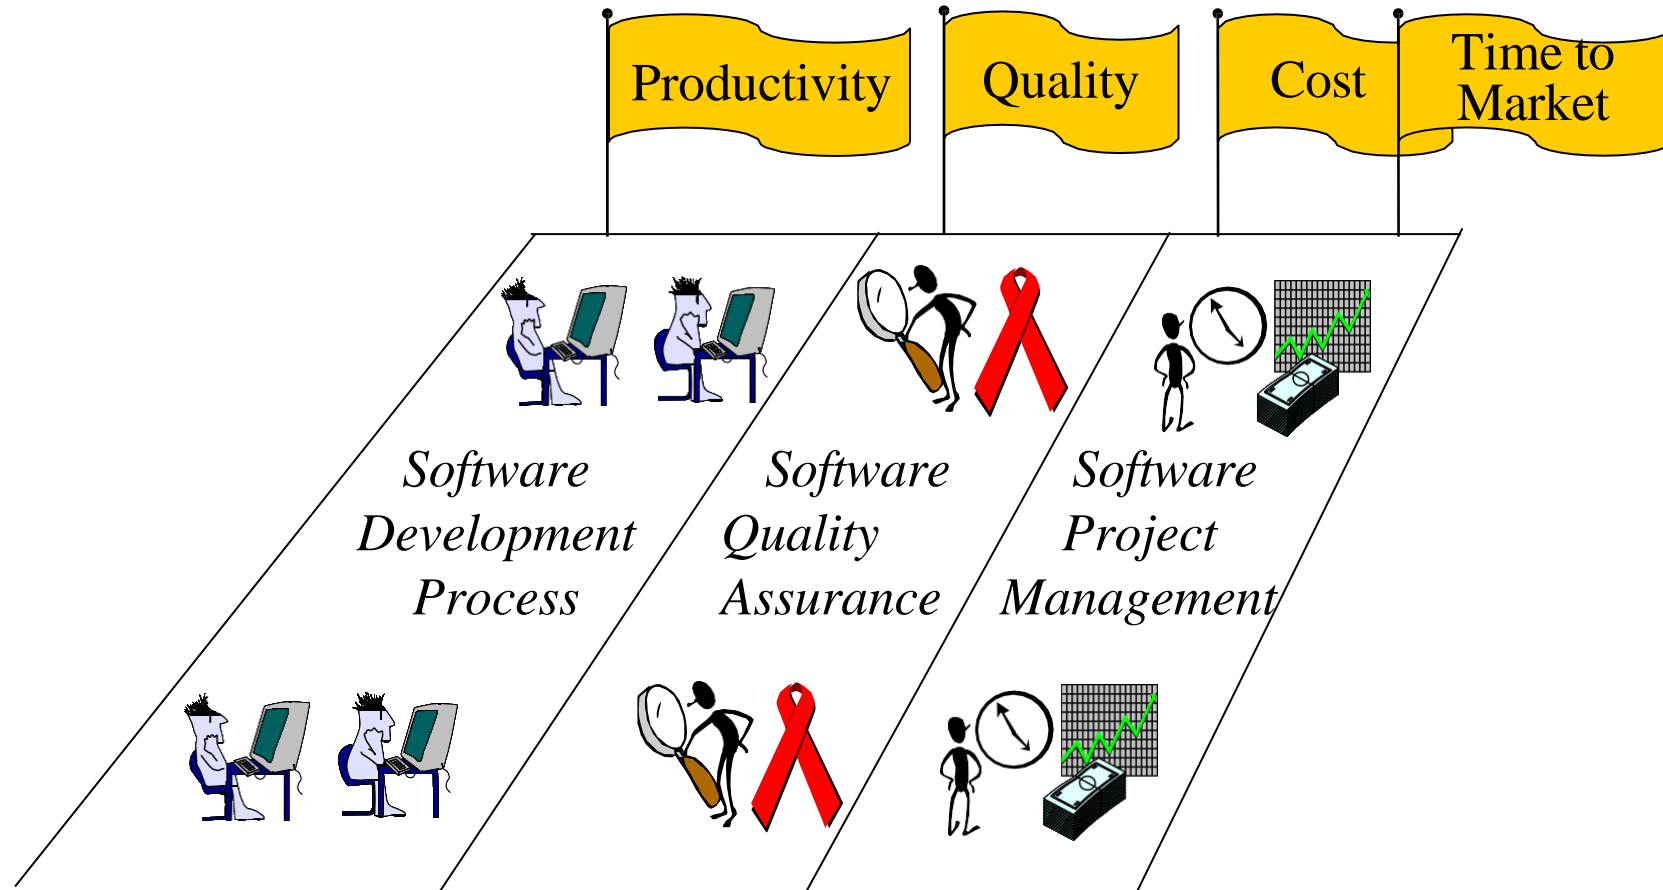 Productivity
Quality
Cost
Time to
Market
Software
Development
Process
Software
Quality
Assurance
Software
Project
Management